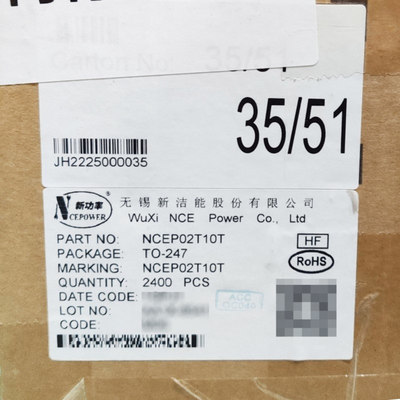 35/51
JH2225000035
新功率
NCEPOWER
无锡新洁能股份有限公司
WuXi NCE Power Co., Ltd
PART NO: NCEP02T10T
HF
PACKAGE: TO-247
RoHS
MARKING: NCEP02T10T
QUANTITY: 2400 PCS
DATE CODE:
LOT NO:
CODE: